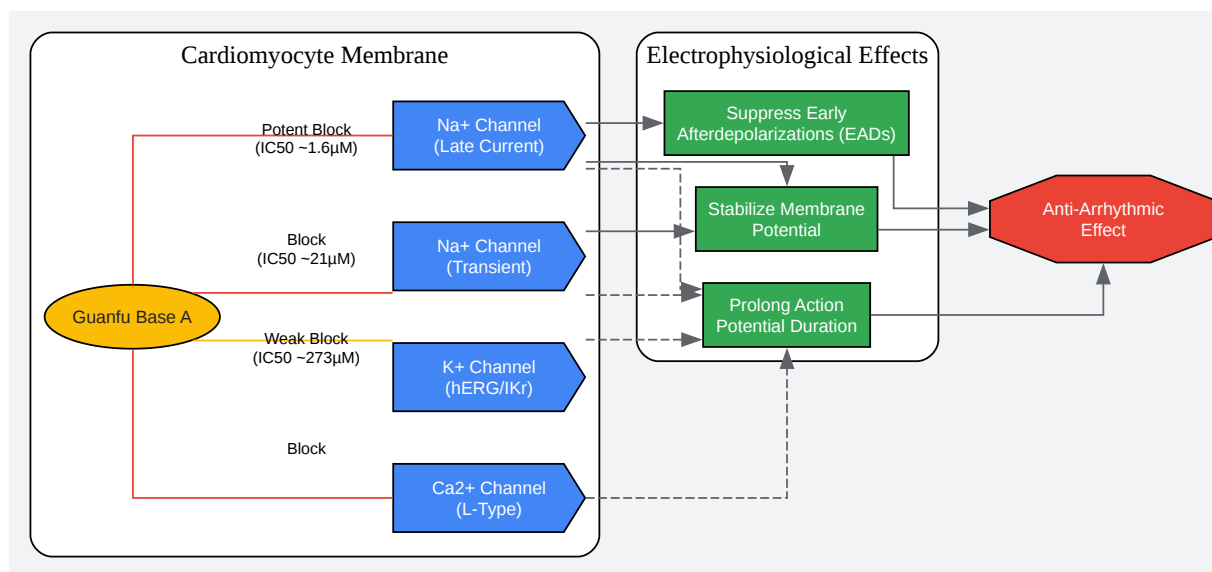 Cardiomyocyte Membrane
Electrophysiological Effects
Potent Block
(IC50 ~1.6µM)
Na+ Channel
(Late Current)
Suppress Early
Afterdepolarizations (EADs)
Block
(IC50 ~21µM)
Na+ Channel
(Transient)
Stabilize Membrane
Potential
Anti-Arrhythmic
Effect
Guanfu Base A
Weak Block
(IC50 ~273µM)
K+ Channel
(hERG/IKr)
Prolong Action
Potential Duration
Block
Ca2+ Channel
(L-Type)